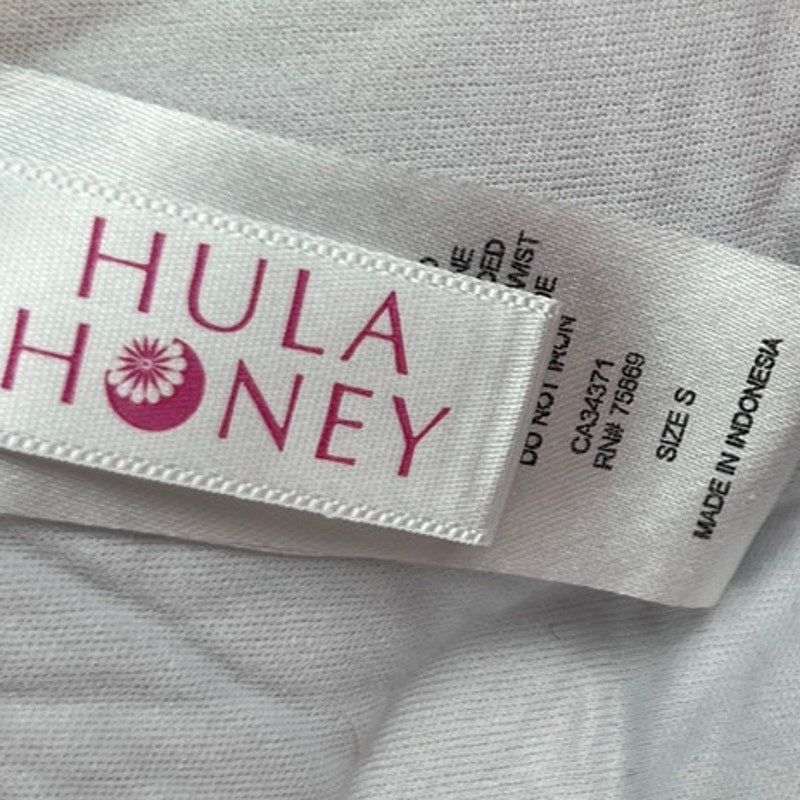 HULA
HONEY
DO NOT IRON
CA34371
RN# 75869
SIZE S
MADE IN INDONESIA